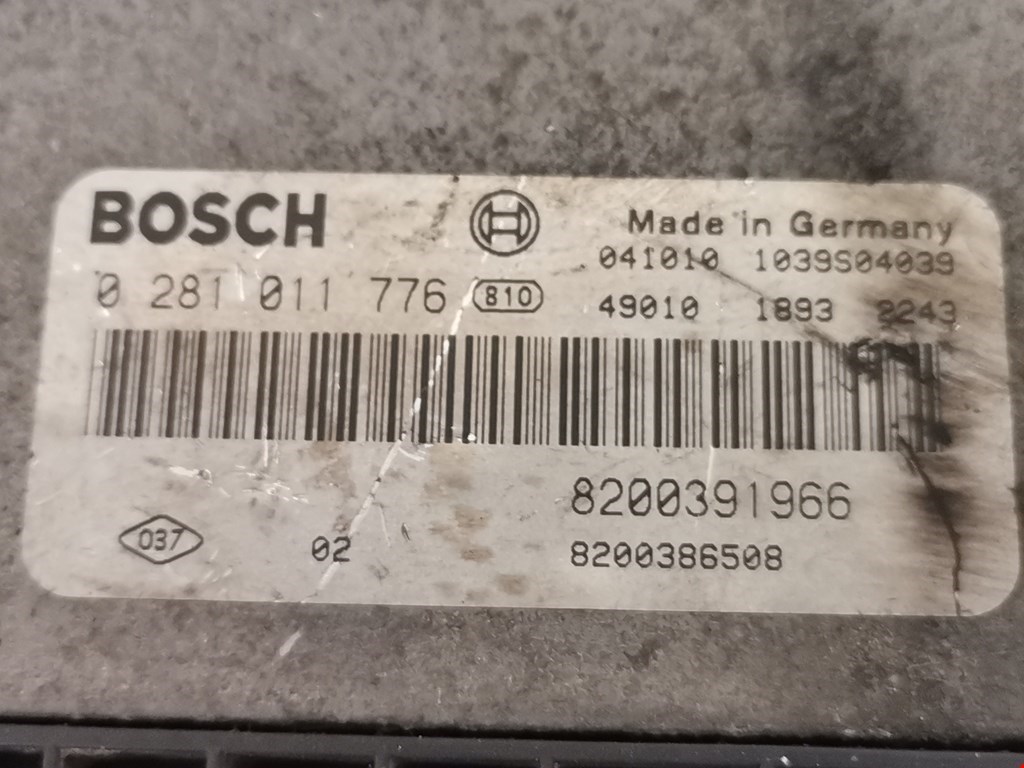 BOSCH
Made in Germany
041010 1039S04039
0 281 011 776 810
49010 1893 2243
8200391966
037 02
8200386508